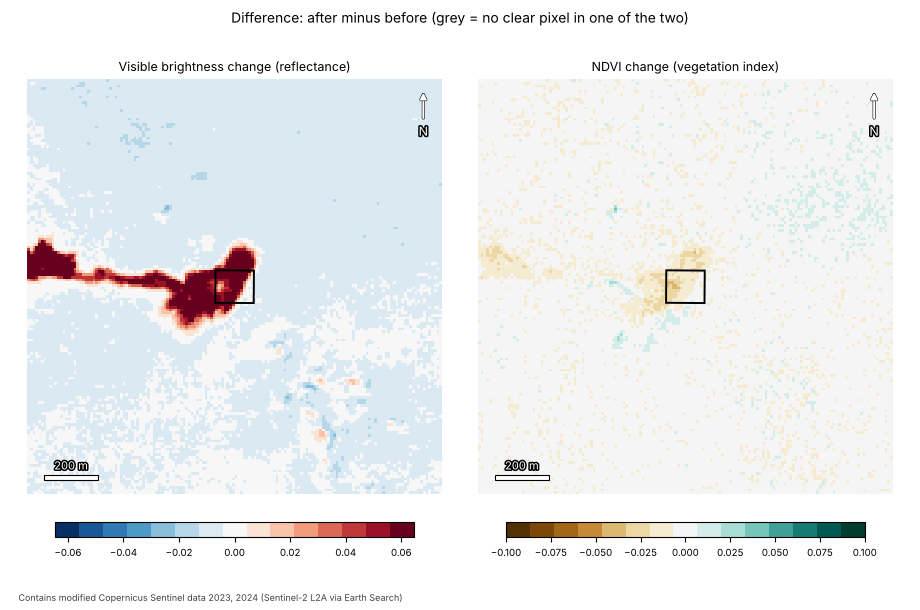 Difference: after minus before (grey = no clear pixel in one of the two)
Visible brightness change (reflectance)
NDVI change (vegetation index)
N
N
200 m
200 m
−0.06 −0.04 −0.02 0.00 0.02 0.04 0.06
−0.100 −0.075 −0.050 −0.025 0.000 0.025 0.050 0.075 0.100
Contains modified Copernicus Sentinel data 2023, 2024 (Sentinel-2 L2A via Earth Search)